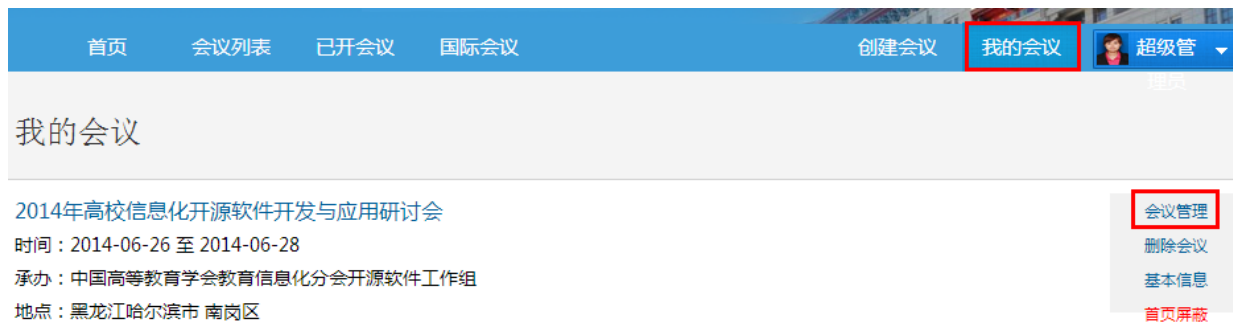 首页 会议列表 已开会议 国际会议 创建会议 我的会议 超级管
理员
我的会议
2014年高校信息化开源软件开发与应用研讨会
时间：2014-06-26 至 2014-06-28
承办：中国高等教育学会教育信息化分会开源软件工作组
地点：黑龙江哈尔滨市 南岗区
会议管理
删除会议
基本信息
首页屏蔽